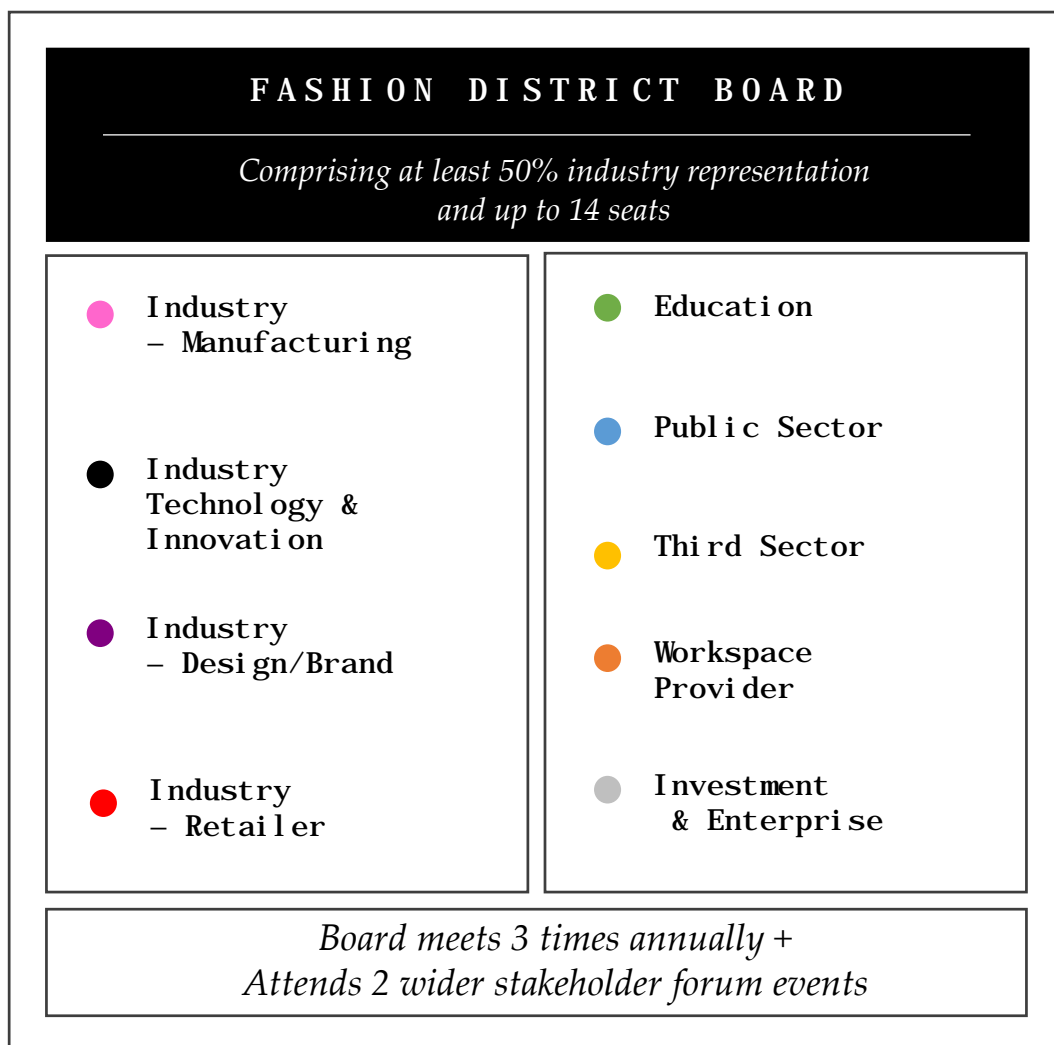 FASHION DISTRICT BOARD
Comprising at least 50% industry representation
and up to 14 seats
Industry
– Manufacturing
Industry
Technology &
Innovation
Industry
– Design/Brand
Industry
– Retailer
Education
Public Sector
Third Sector
Workspace
Provider
Investment
& Enterprise
Board meets 3 times annually +
Attends 2 wider stakeholder forum events